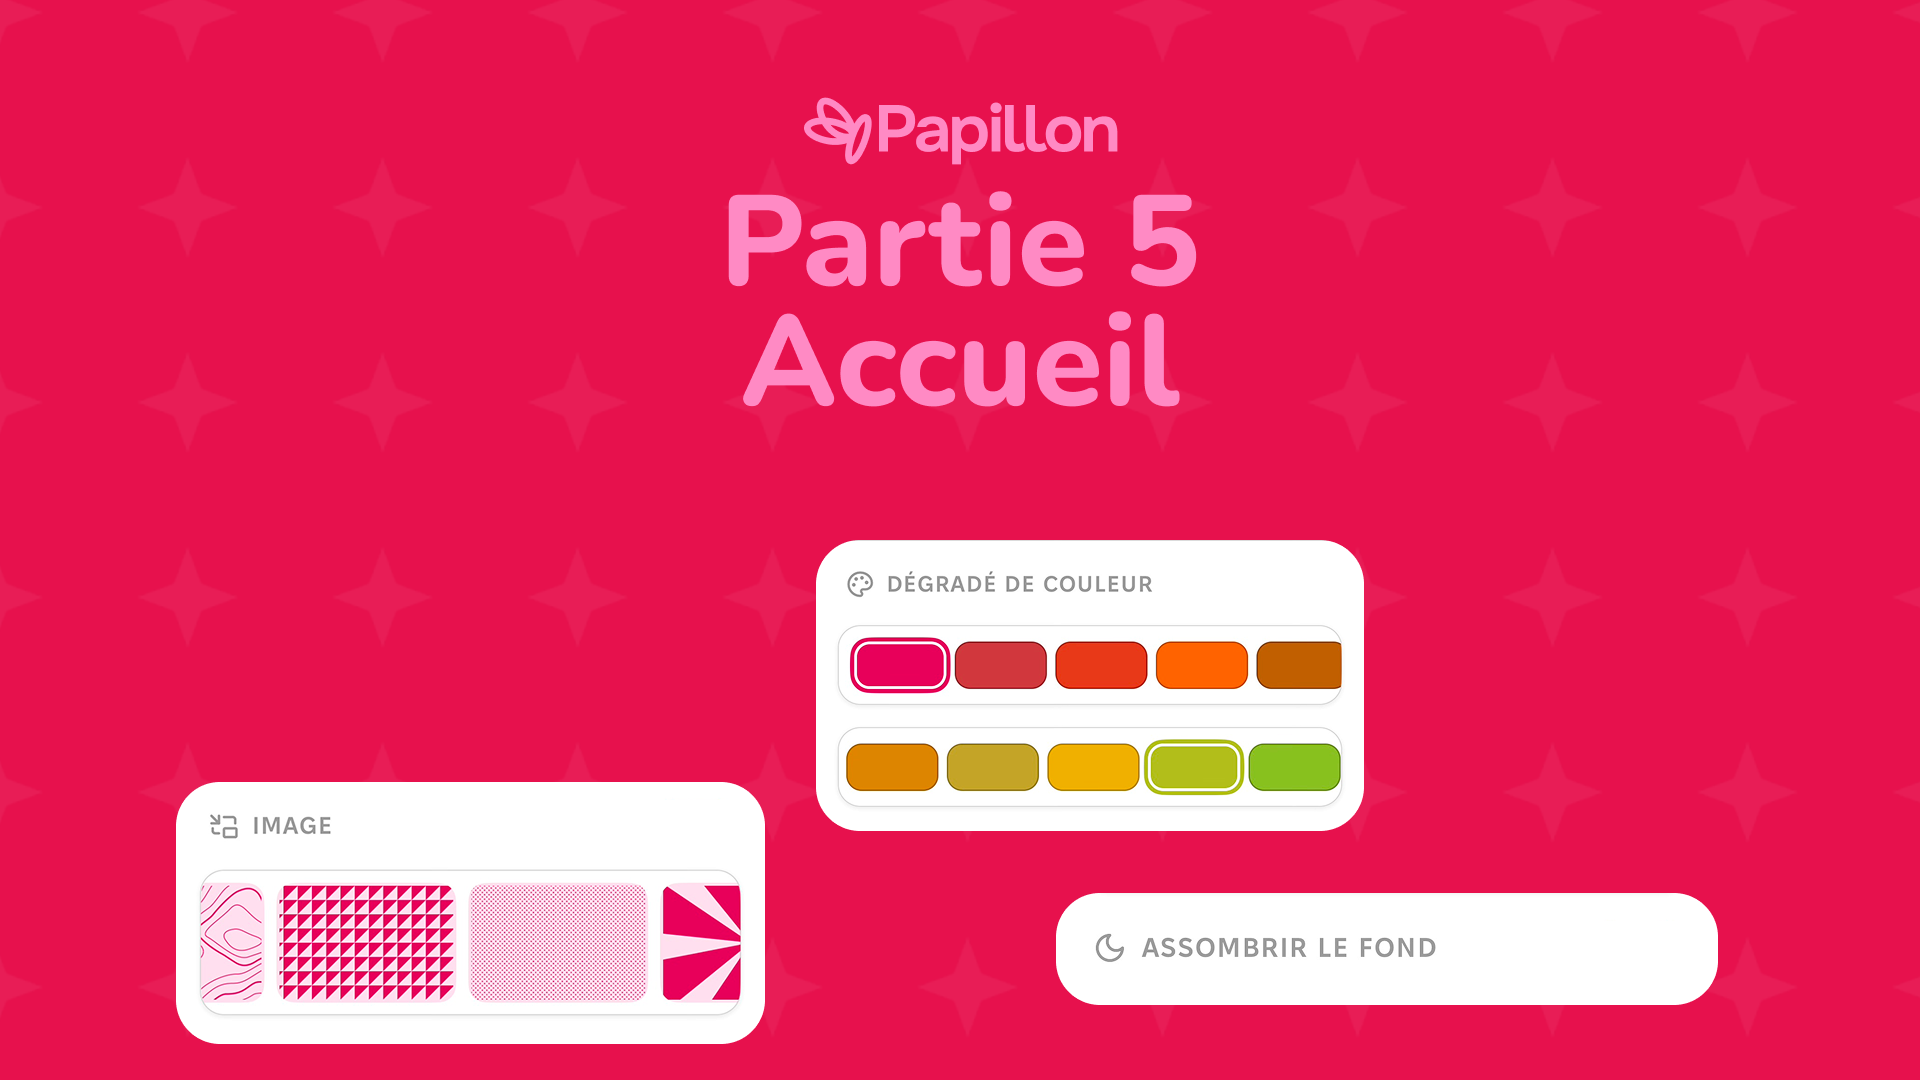 Papillon
Partie 5
Accueil
DÉGRADÉ DE COULEUR
IMAGE
ASSOMBRIR LE FOND